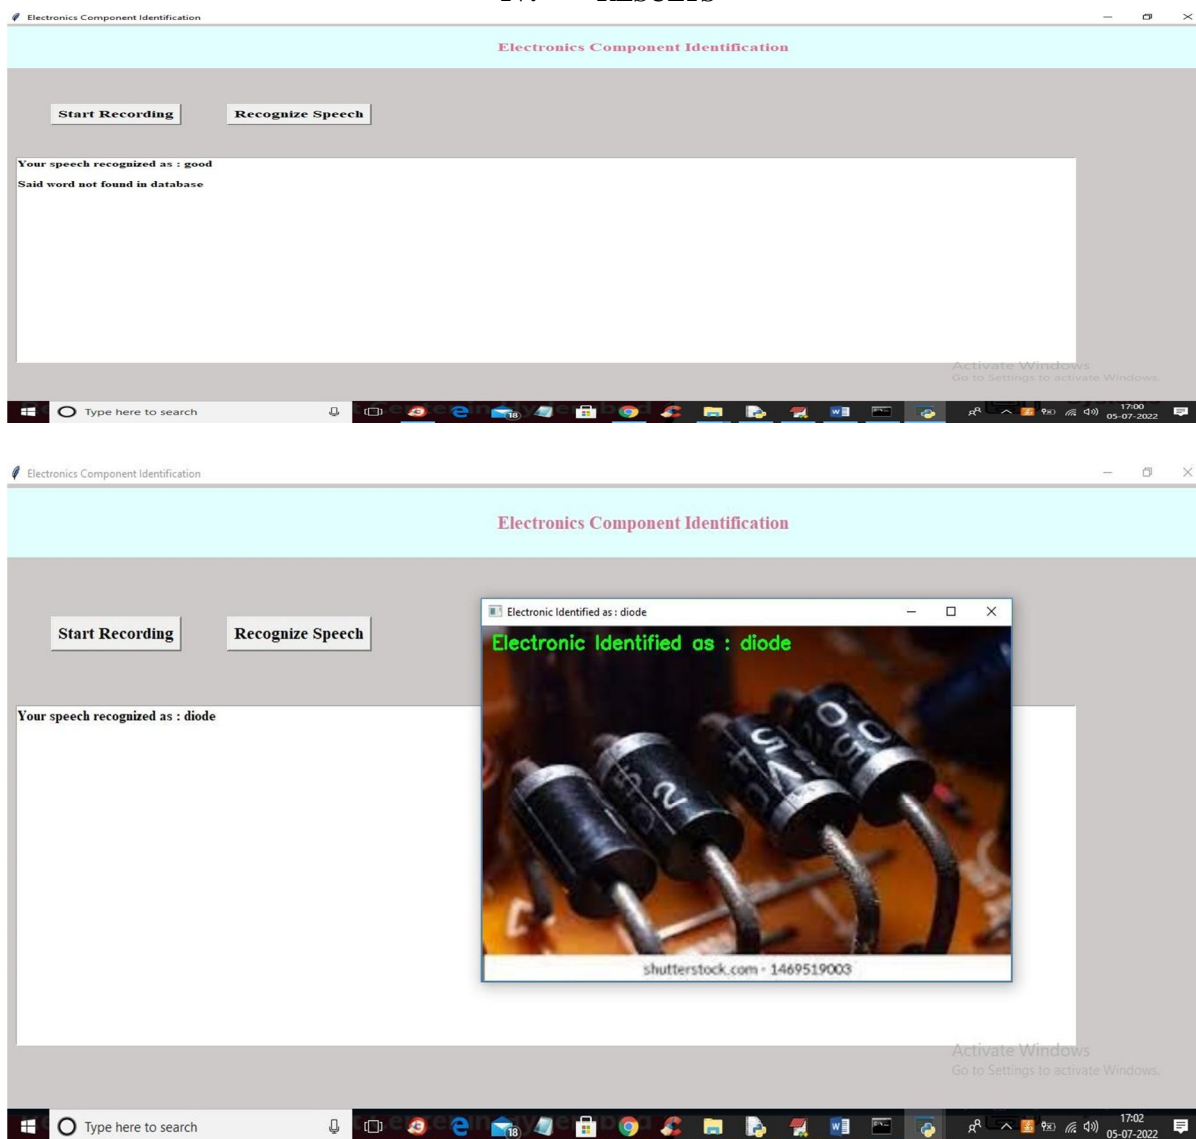 Electronics Component Identification
Electronics Component Identification
Start Recording
Recognize Speech
Your speech recognized as : good
Said word not found in database
Activate Windows
Go to Settings to activate Windows.
Type here to search
18
17:00
05-07-2022
Electronics Component Identification
Electronics Component Identification
Start Recording
Recognize Speech
Electronic Identified as : diode
Electronic Identified as : diode
Your speech recognized as : diode
shutterstock.com · 1469519003
Activate Windows
Go to Settings to activate Windows.
Type here to search
18
17:02
05-07-2022